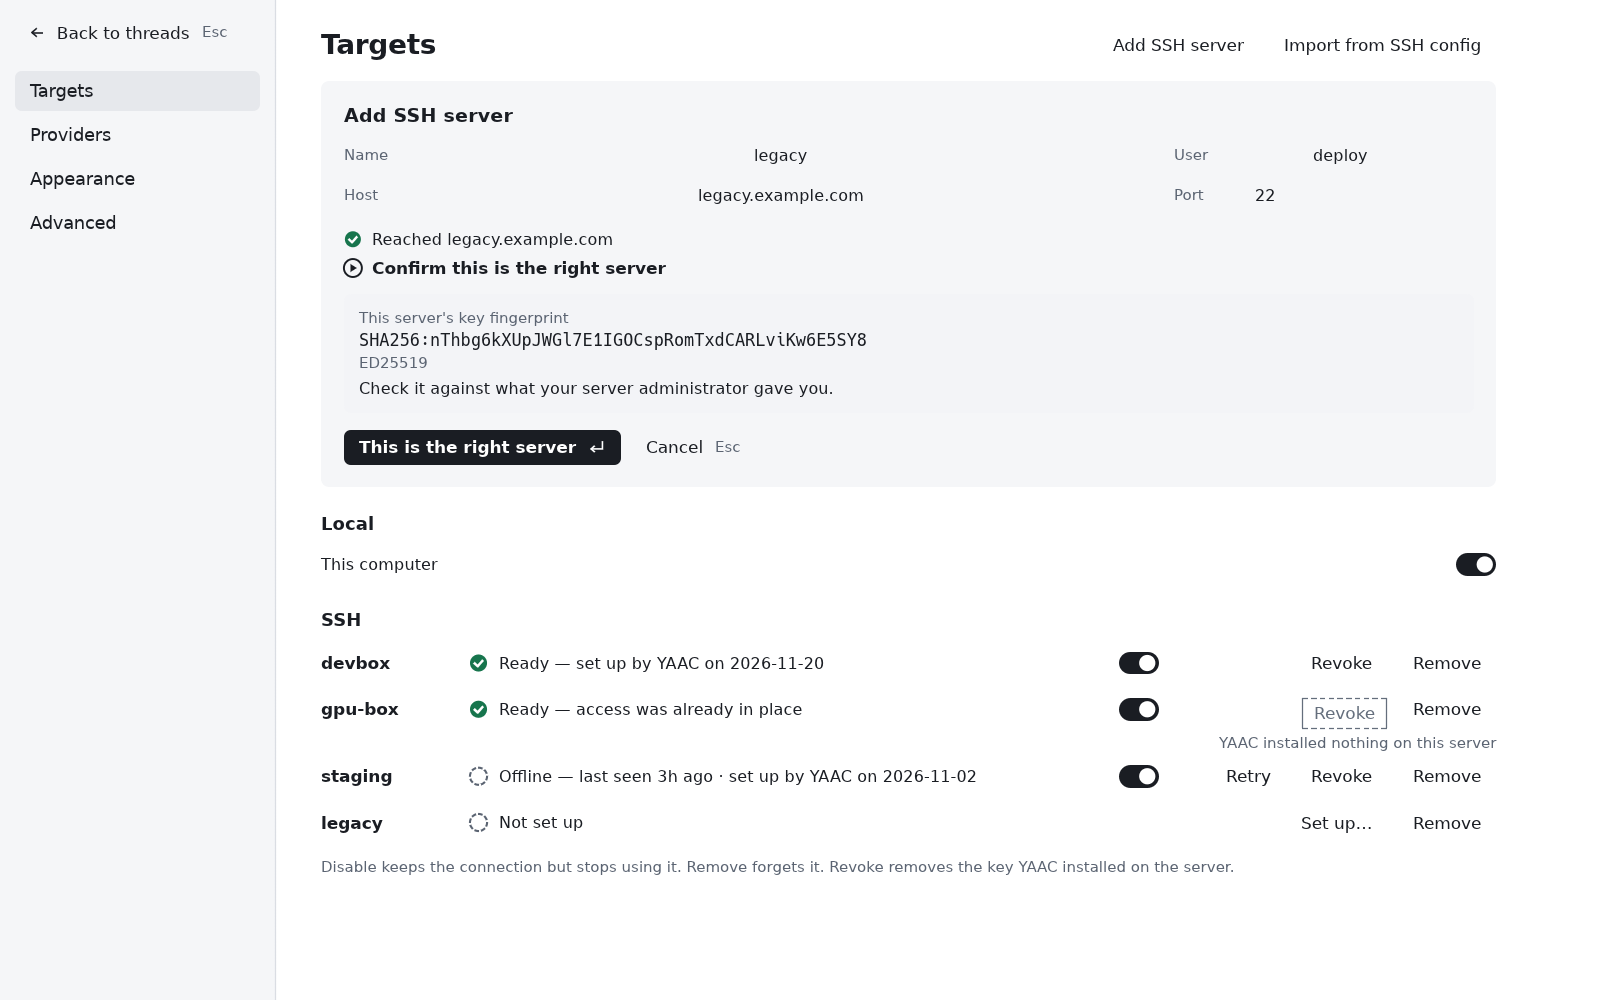 Back to threads Esc
Targets
Providers
Appearance
Advanced
Targets Add SSH server Import from SSH config
Add SSH server
Name legacy User deploy
Host legacy.example.com Port 22
Reached legacy.example.com
Confirm this is the right server
This server's key fingerprint
SHA256:nThbg6kXUpJWGl7E1IGOCspRomTxdCARLviKw6E5SY8
ED25519
Check it against what your server administrator gave you.
This is the right server Cancel Esc
Local
This computer
SSH
devbox Ready — set up by YAAC on 2026-11-20 Revoke Remove
gpu-box Ready — access was already in place Revoke Remove
YAAC installed nothing on this server
staging Offline — last seen 3h ago · set up by YAAC on 2026-11-02 Retry Revoke Remove
legacy Not set up Set up… Remove
Disable keeps the connection but stops using it. Remove forgets it. Revoke removes the key YAAC installed on the server.